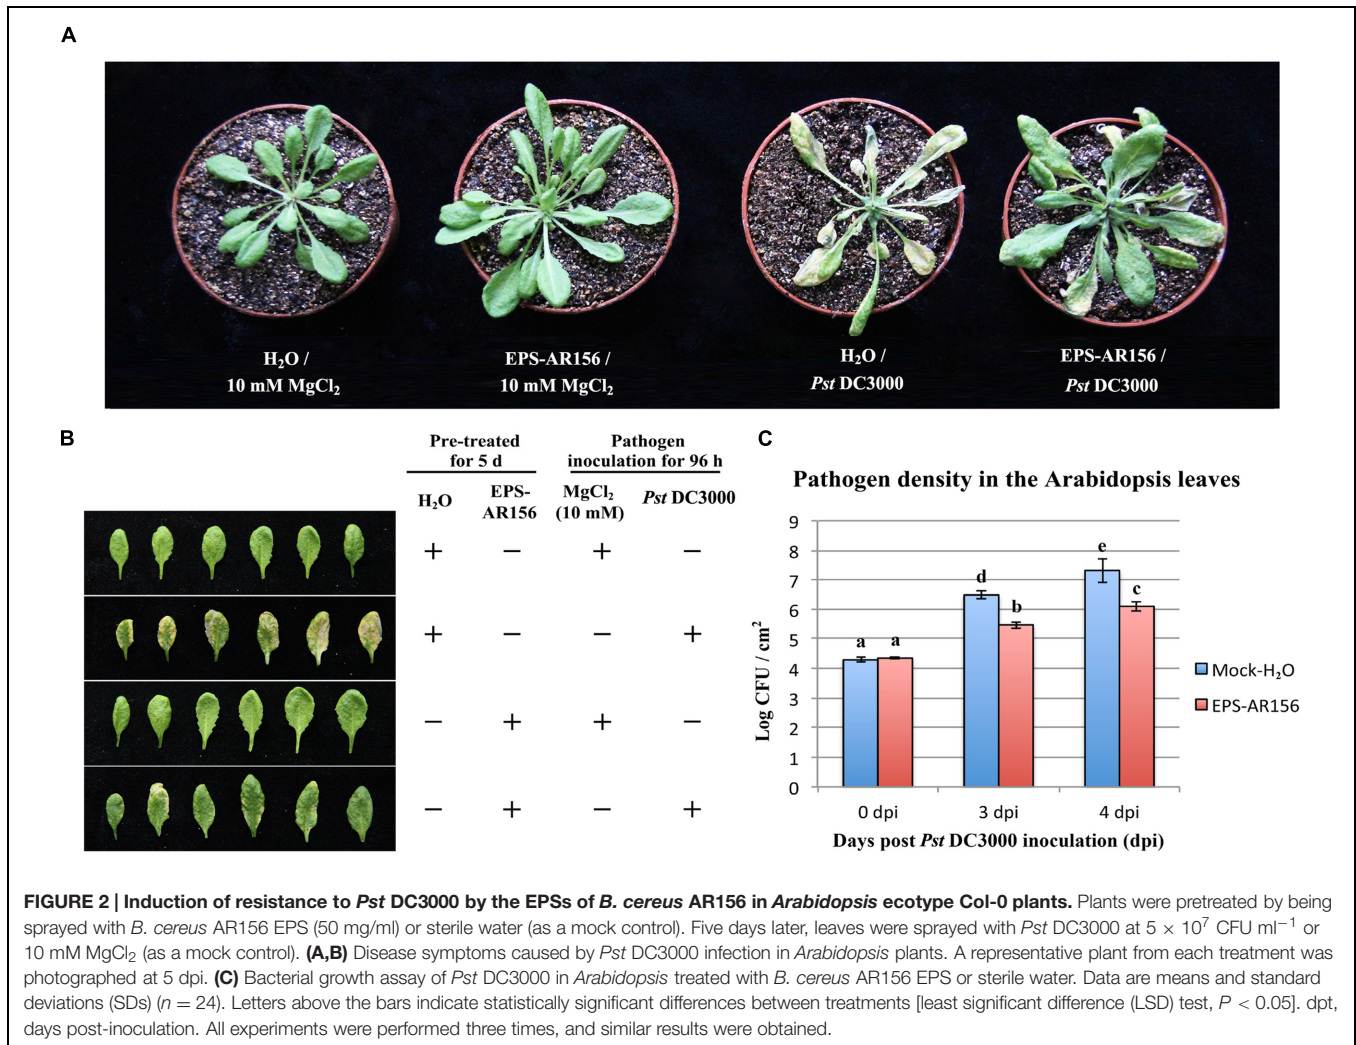 A
H₂O /
10 mM MgCl₂
EPS-AR156 /
10 mM MgCl₂
H₂O /
Pst DC3000
EPS-AR156 /
Pst DC3000
B
Pre-treated
for 5 d
Pathogen
inoculation for 96 h
H₂O
EPS-
AR156
MgCl₂
(10 mM)
Pst DC3000
+ − + −
+ − − +
− + + −
− + − +
C
Pathogen density in the Arabidopsis leaves
Log CFU / cm²
9
8
7
6
5
4
3
2
1
0
a
a
d
b
e
c
0 dpi
3 dpi
4 dpi
Days post Pst DC3000 inoculation (dpi)
Mock-H₂O
EPS-AR156
FIGURE 2 | Induction of resistance to Pst DC3000 by the EPSs of B. cereus AR156 in Arabidopsis ecotype Col-0 plants. Plants were pretreated by being
sprayed with B. cereus AR156 EPS (50 mg/ml) or sterile water (as a mock control). Five days later, leaves were sprayed with Pst DC3000 at 5 × 10⁷ CFU ml⁻¹ or
10 mM MgCl₂ (as a mock control). (A,B) Disease symptoms caused by Pst DC3000 infection in Arabidopsis plants. A representative plant from each treatment was
photographed at 5 dpi. (C) Bacterial growth assay of Pst DC3000 in Arabidopsis treated with B. cereus AR156 EPS or sterile water. Data are means and standard
deviations (SDs) (n = 24). Letters above the bars indicate statistically significant differences between treatments [least significant difference (LSD) test, P < 0.05]. dpt,
days post-inoculation. All experiments were performed three times, and similar results were obtained.